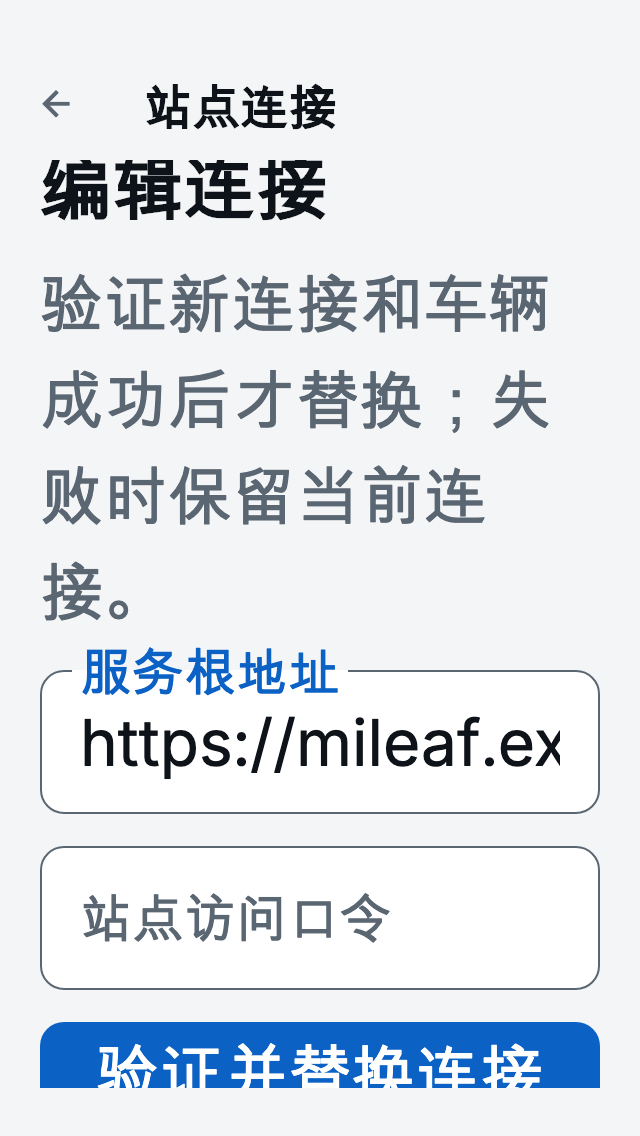 站点连接
编辑连接
验证新连接和车辆
成功后才替换；失
败时保留当前连
接。
服务根地址
https://mileaf.ex
站点访问口令
验证并替换连接